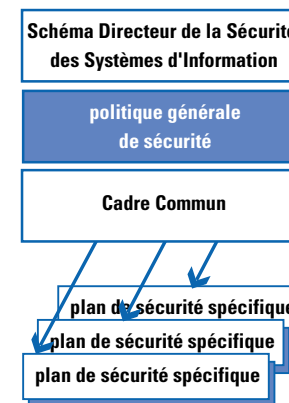 Schéma Directeur de la Sécurité
des Systèmes d'Information
politique générale
de sécurité
Cadre Commun
plan de sécurité spécifique
plan de sécurité spécifique
plan de sécurité spécifique